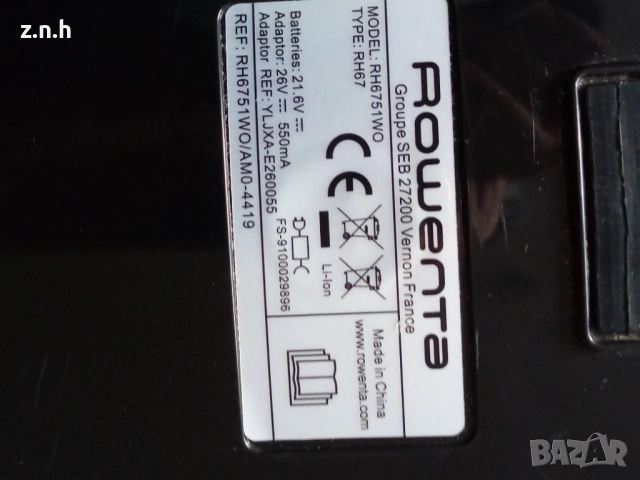 z.n.h
Rowenta
Groupe SEB 27200 Vernon France
MODEL: RH6751WO
TYPE: RH67
CE
Li-Ion
Made in China
www.rowenta.com
Batteries: 21.6V
Adaptor: 26V 550mA
Adaptor REF: YLJXA-E260055
FS-9100029896
REF: RH6751WO/AM0-4419
BAZAR